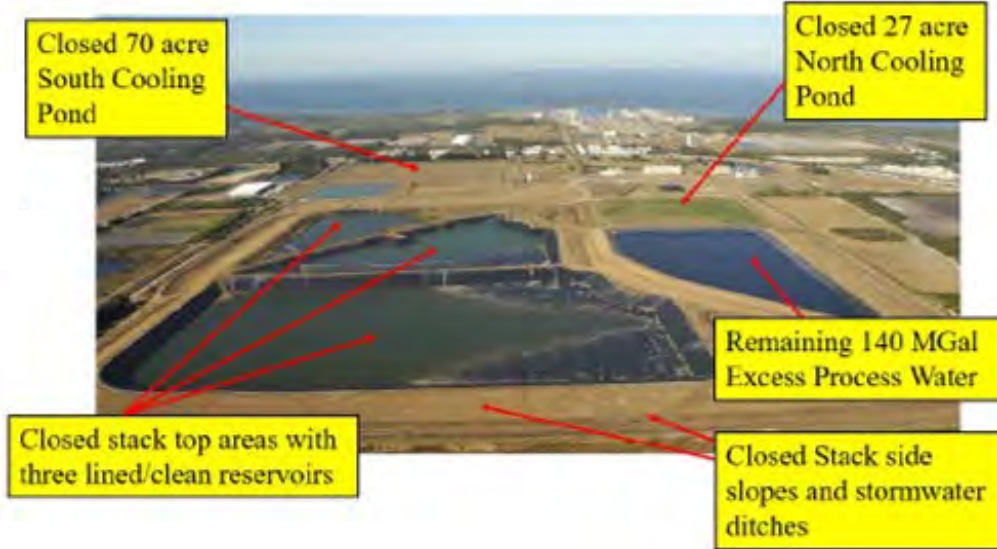 Closed 70 acre
South Cooling
Pond
Closed 27 acre
North Cooling
Pond
Remaining 140 MGal
Excess Process Water
Closed stack top areas with
three lined/clean reservoirs
Closed Stack side
slopes and stormwater
ditches